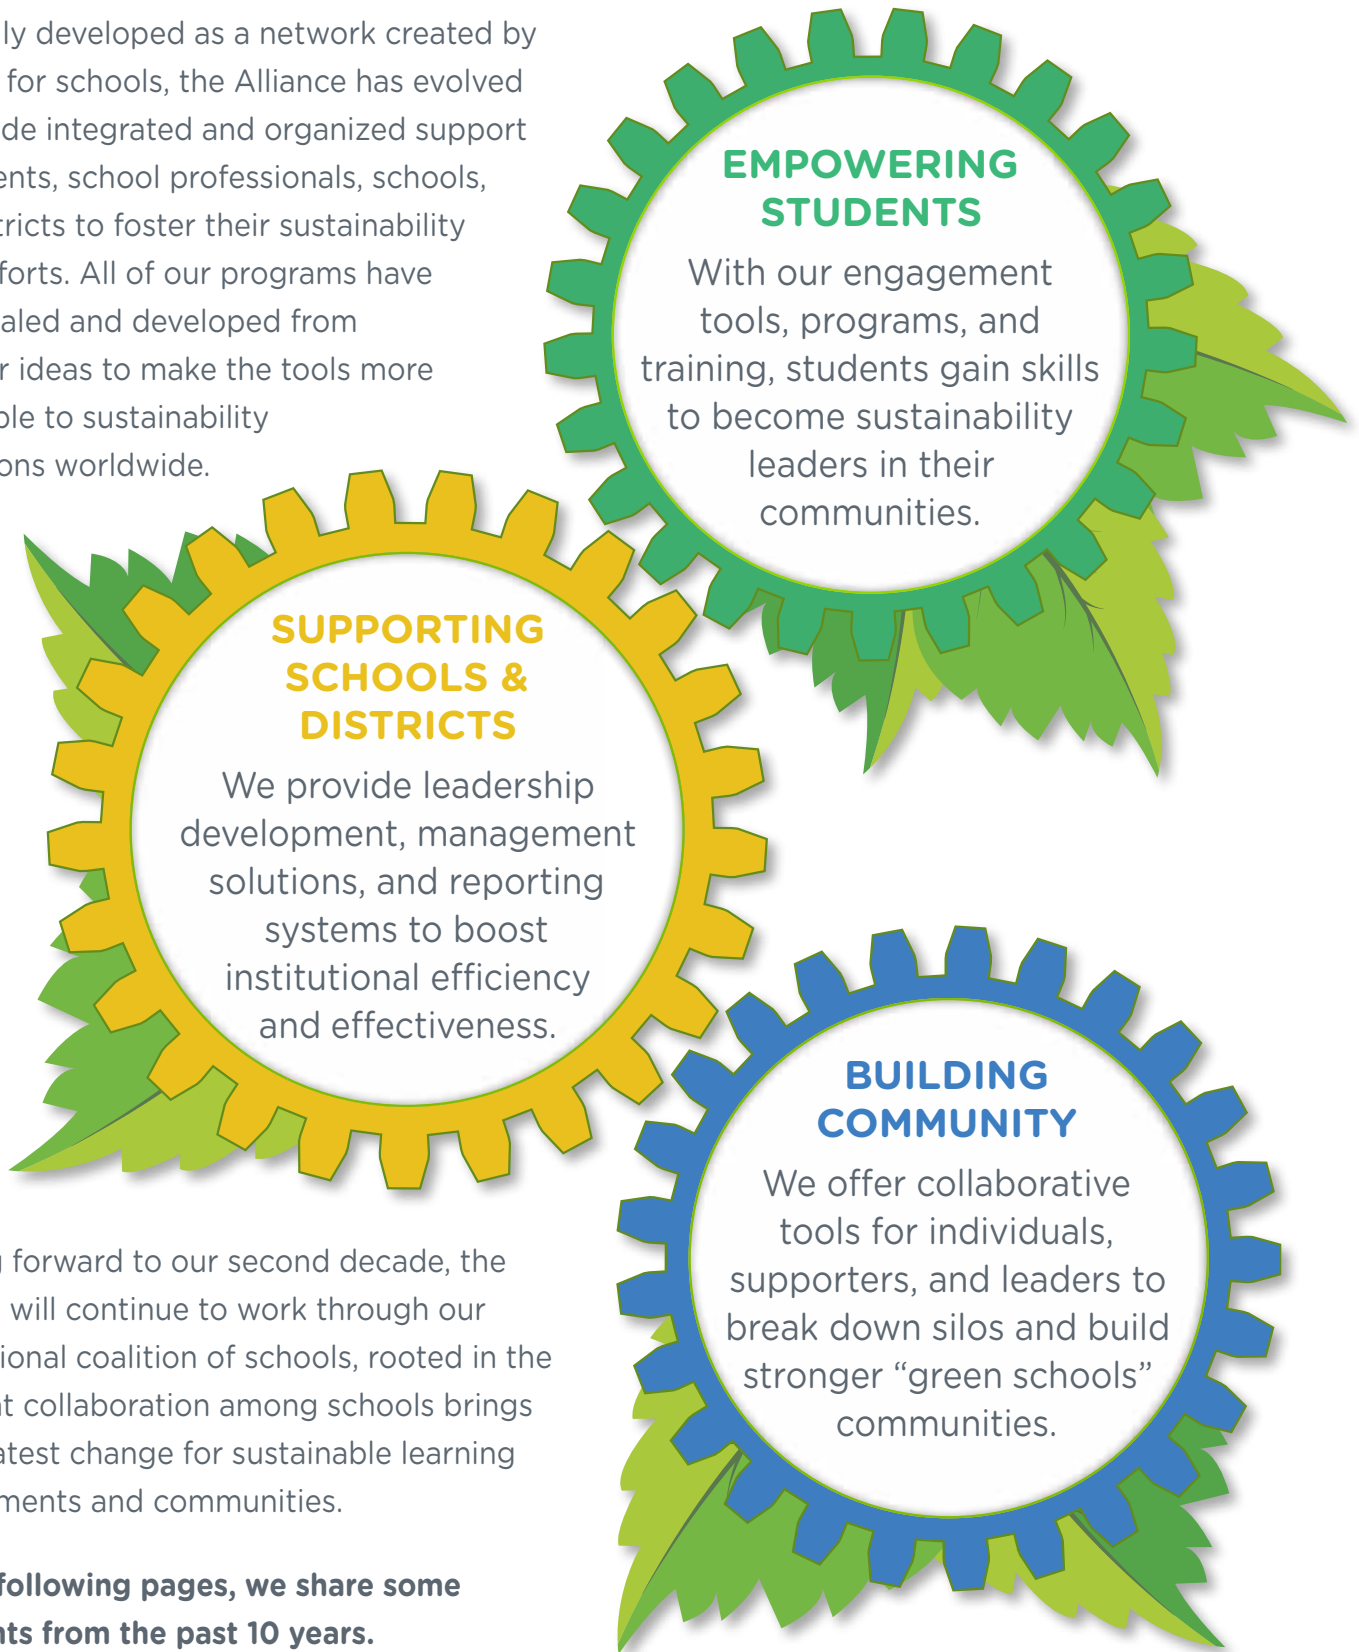 ly developed as a network created by
for schools, the Alliance has evolved
de integrated and organized support
ents, school professionals, schools,
tricts to foster their sustainability
forts. All of our programs have
aled and developed from
r ideas to make the tools more
ble to sustainability
ons worldwide.
EMPOWERING
STUDENTS
With our engagement
tools, programs, and
training, students gain skills
to become sustainability
leaders in their
communities.
SUPPORTING
SCHOOLS &
DISTRICTS
We provide leadership
development, management
solutions, and reporting
systems to boost
institutional efficiency
and effectiveness.
BUILDING
COMMUNITY
We offer collaborative
tools for individuals,
supporters, and leaders to
break down silos and build
stronger “green schools”
communities.
g forward to our second decade, the
will continue to work through our
tional coalition of schools, rooted in the
at collaboration among schools brings
atest change for sustainable learning
ments and communities.
following pages, we share some
nts from the past 10 years.